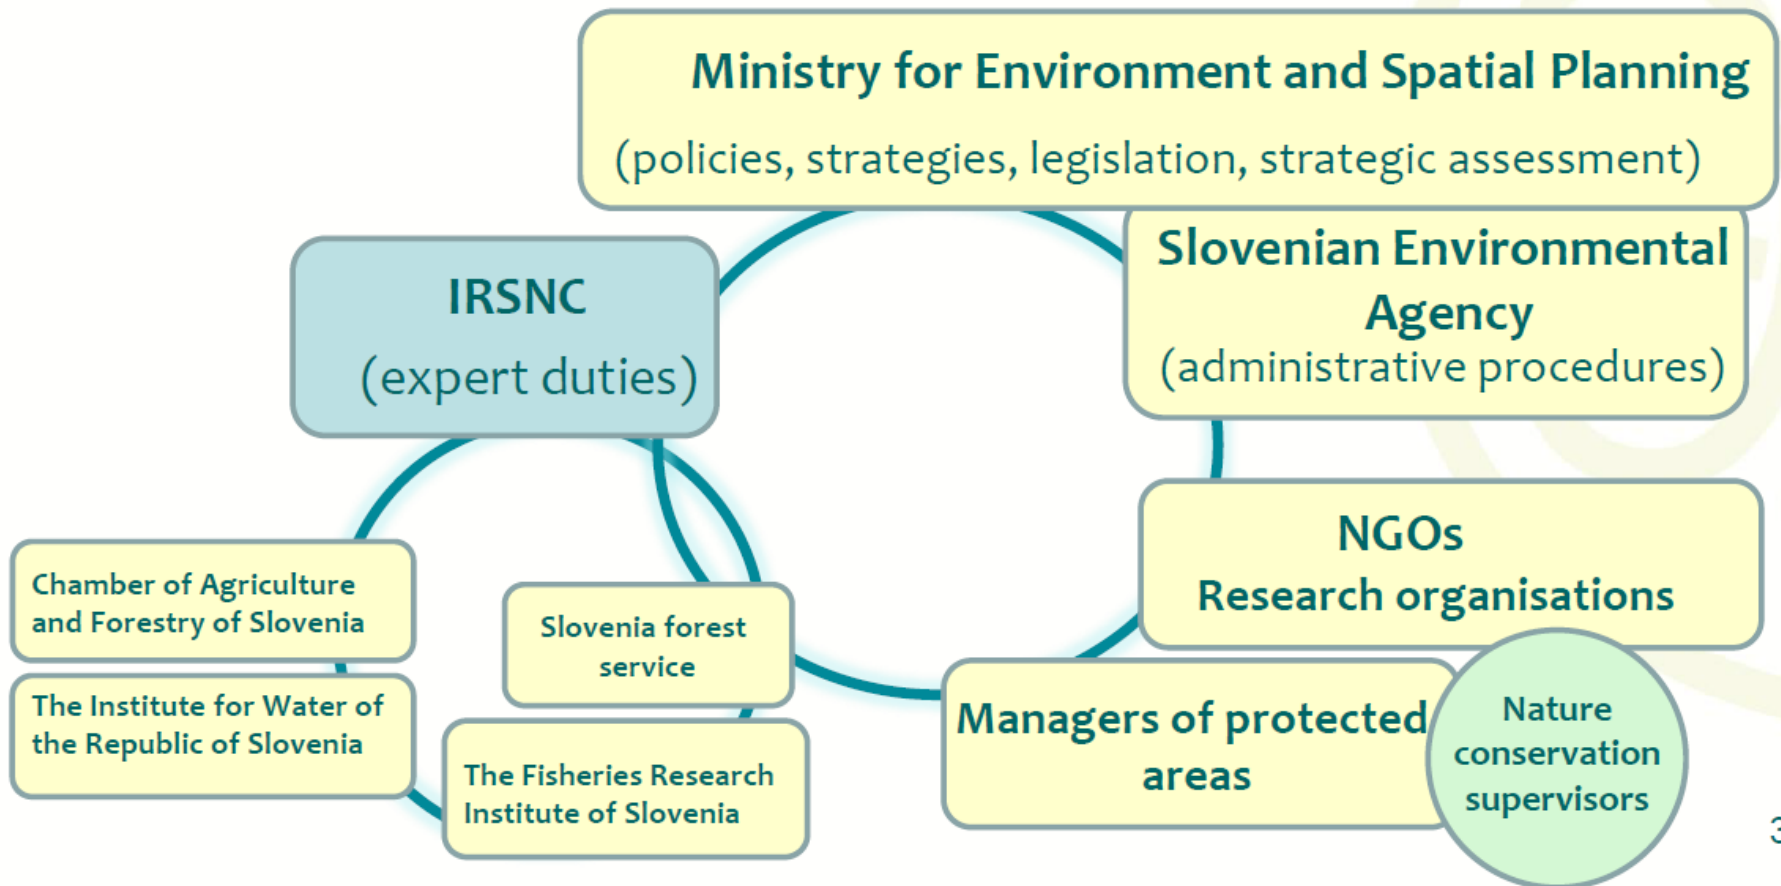 Ministry for Environment and Spatial Planning
(policies, strategies, legislation, strategic assessment)
Slovenian Environmental
Agency
(administrative procedures)
IRSNC
(expert duties)
NGOs
Research organisations
Chamber of Agriculture
and Forestry of Slovenia
Slovenia forest
service
The Institute for Water of
the Republic of Slovenia
The Fisheries Research
Institute of Slovenia
Managers of protected
areas
Nature
conservation
supervisors
3